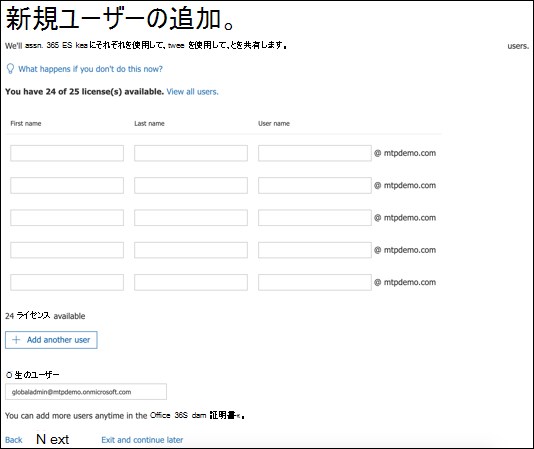 新規ユーザーの追加。
We'll assn. 365 ES keaにそれぞれを使用して、twee を使用して、とを共有します。 users.
What happens if you don't do this now?
You have 24 of 25 license(s) available. View all users.
First name Last name User name
@ mtpdemo.com
@ mtpdemo.com
@ mtpdemo.com
@ mtpdemo.com
@ mtpdemo.com
24 ライセンス available
+ Add another user
O 生のユーザー
globaladmin@mtpdemo.onmicrosoft.com
You can add more users anytime in the Office 36S dam 証明書«。
Back N ext Exit and continue later